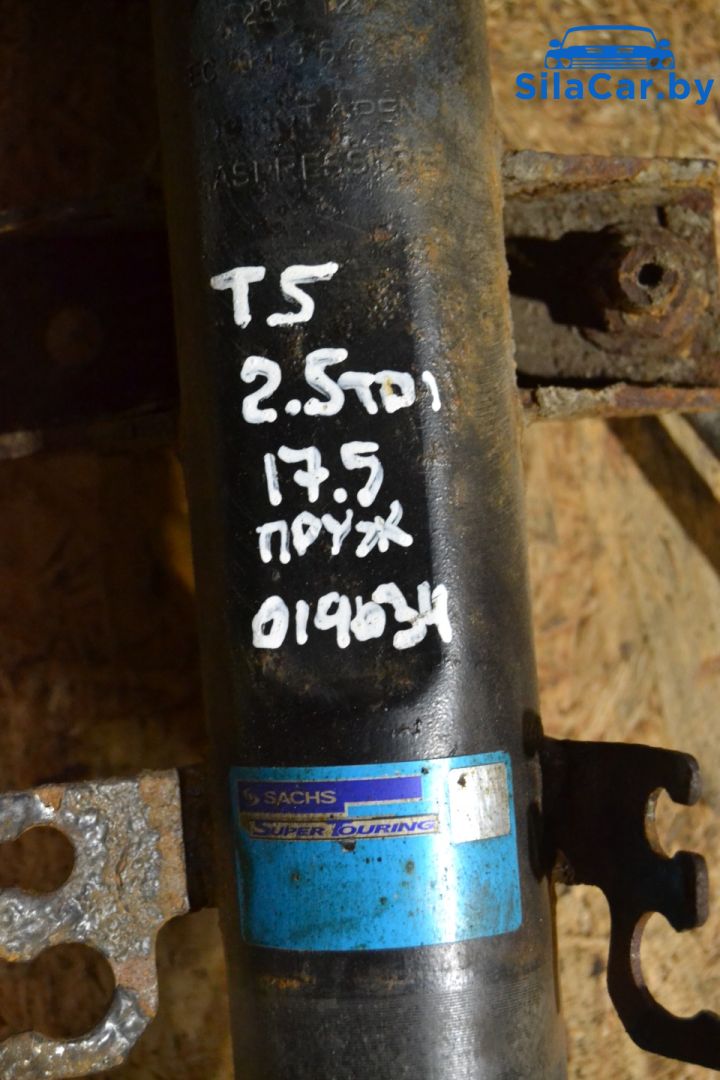 SilaCar.by
T5
2.5TDI
17.5
ПРУЖ
019634
SACHS
SUPER TOURING